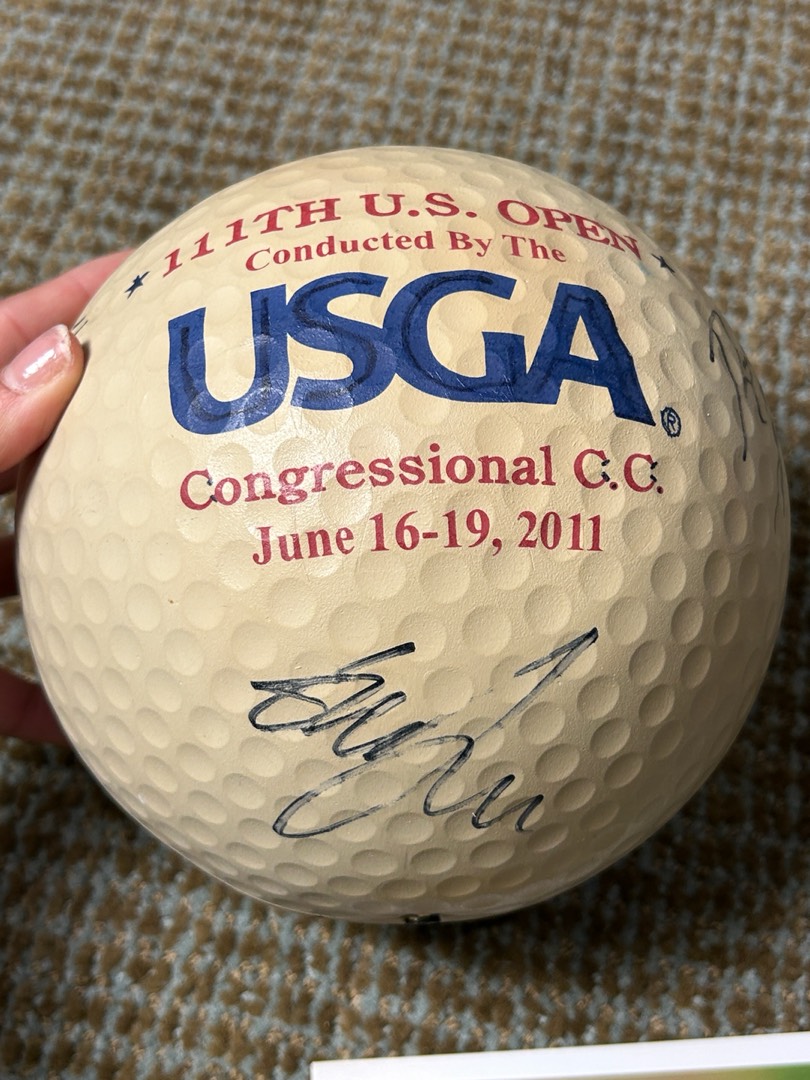 111TH U.S. OPEN
Conducted By The
USGA®
Congressional C.C.
June 16-19, 2011